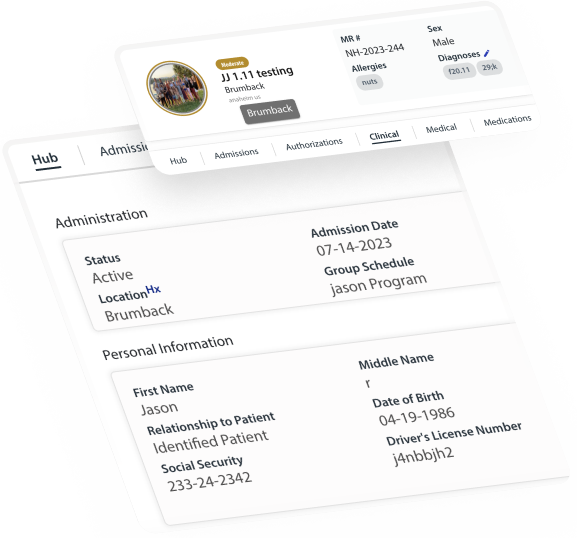 Moderate
JJ 1.11 testing
Brumback
anaheim us
Brumback
MR #
NH-2023-244
Allergies
nuts
Sex
Male
Diagnoses
f20.11 29;k
Hub Admissions Authorizations Clinical Medical Medications
Hub Admissio
Administration
Status
Active
LocationHx
Brumback
Admission Date
07-14-2023
Group Schedule
jason Program
Personal Information
First Name
Jason
Relationship to Patient
Identified Patient
Social Security
233-24-2342
Middle Name
r
Date of Birth
04-19-1986
Driver's License Number
j4nbbjh2